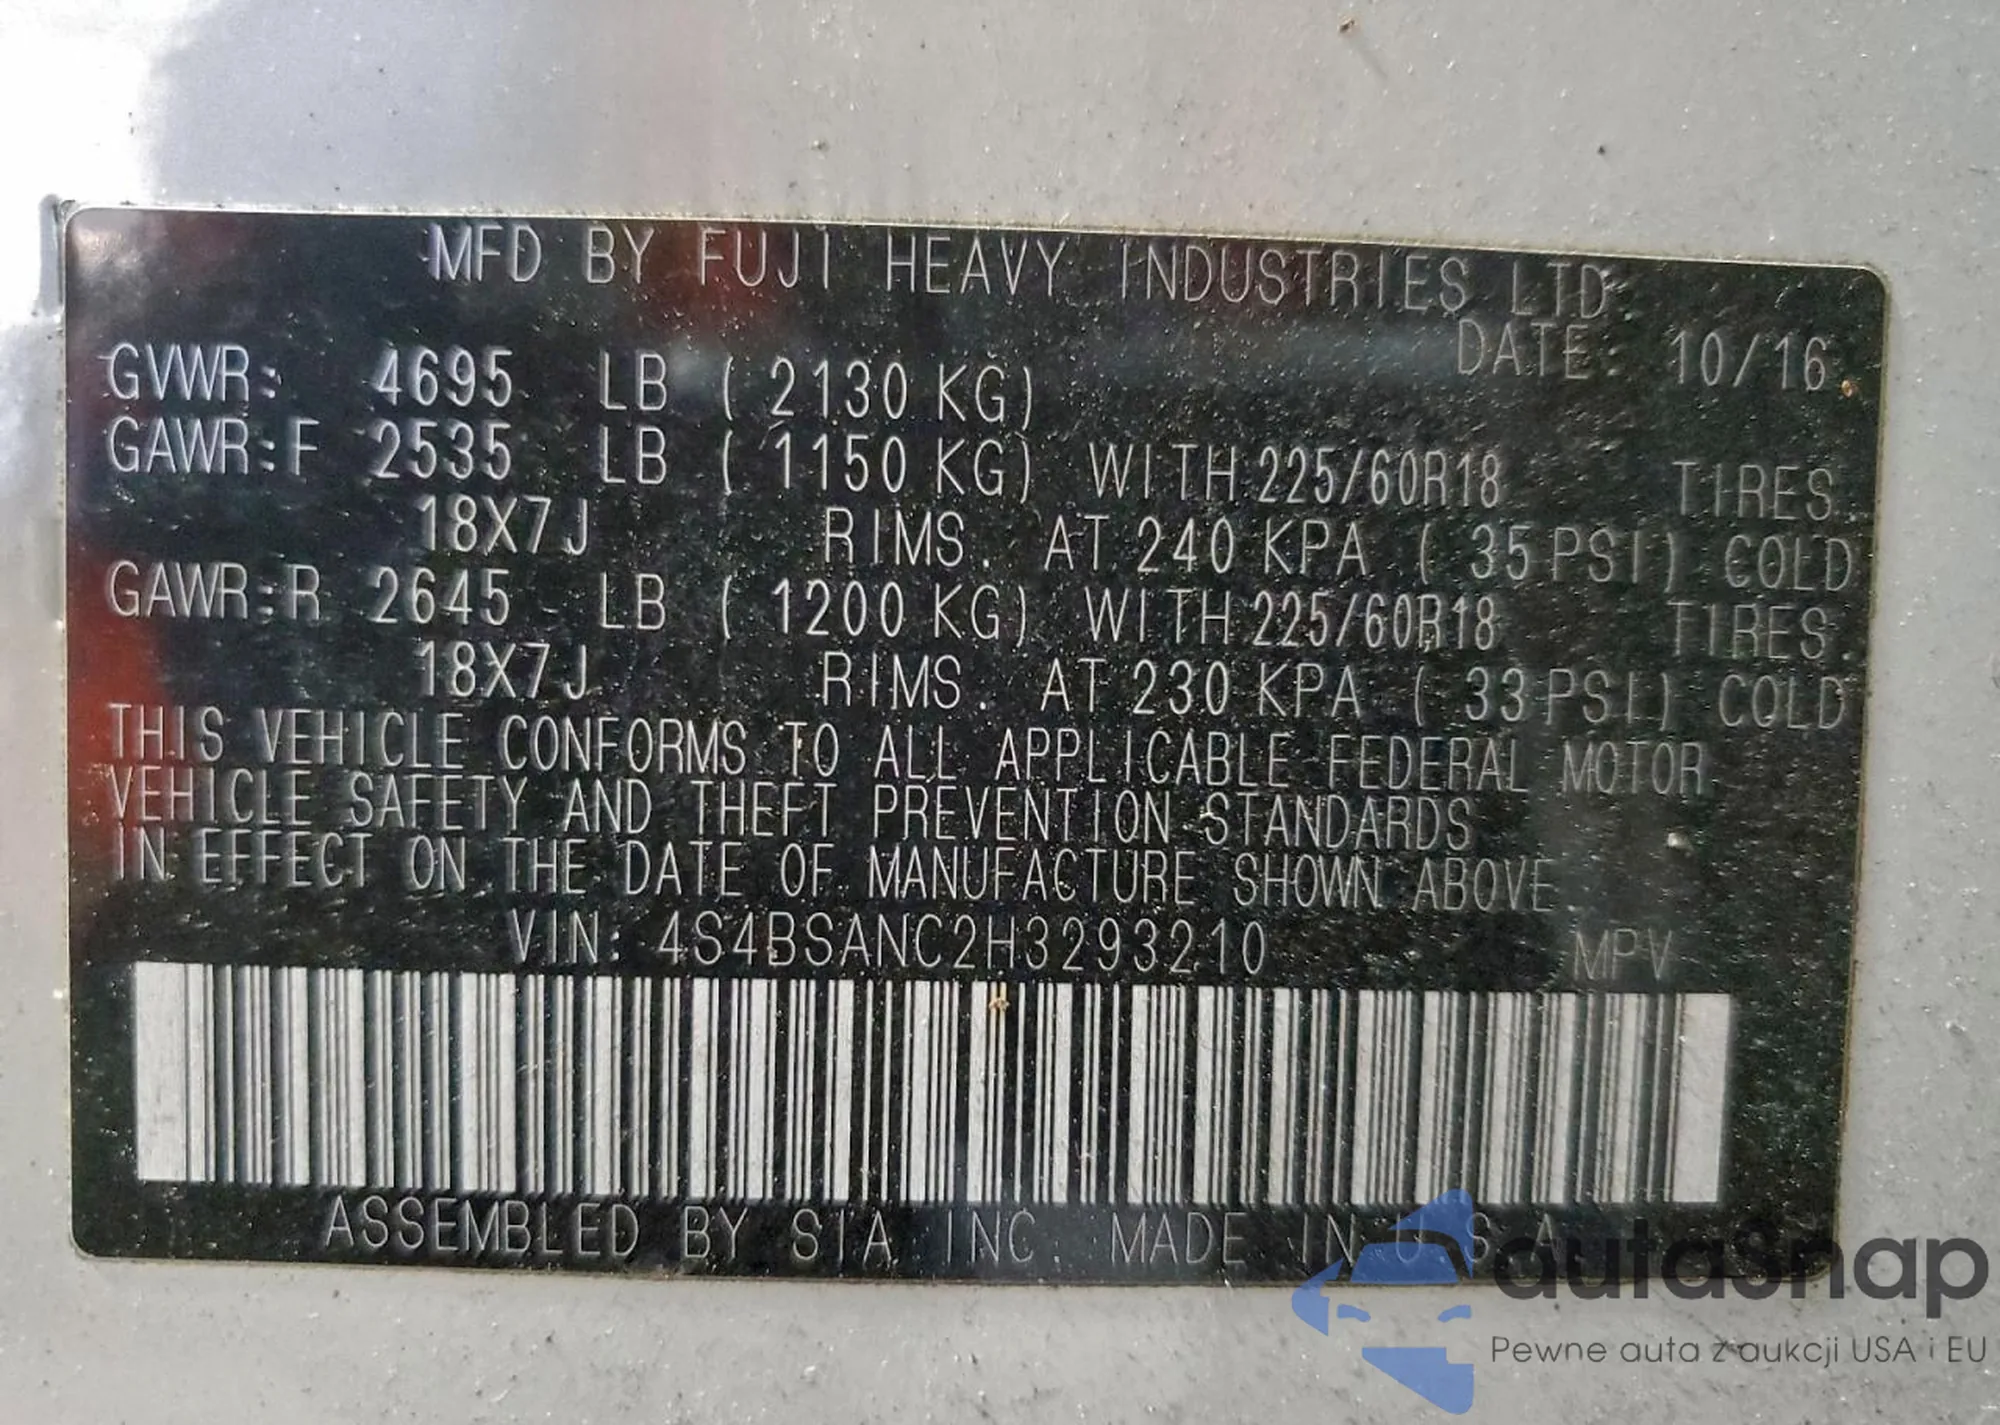 MFD BY FUJI HEAVY INDUSTRIES LTD.
DATE: 10/16
GVWR: 4695 LB ( 2130 KG)
GAWR:F 2535 LB ( 1150 KG) WITH 225/60R18 TIRES.
18X7J RIMS. AT 240 KPA ( 35 PSI) COLD
GAWR:R 2645 LB ( 1200 KG) WITH 225/60R18 TIRES.
18X7J RIMS. AT 230 KPA ( 33 PSI) COLD
THIS VEHICLE CONFORMS TO ALL APPLICABLE FEDERAL MOTOR
VEHICLE SAFETY AND THEFT PREVENTION STANDARDS
IN EFFECT ON THE DATE OF MANUFACTURE SHOWN ABOVE.
VIN: 4S4BSANC2H3293210 MPV
ASSEMBLED BY SIA, INC. MADE IN U.S.A.
autasnap
Pewne auta z aukcji USA i EU